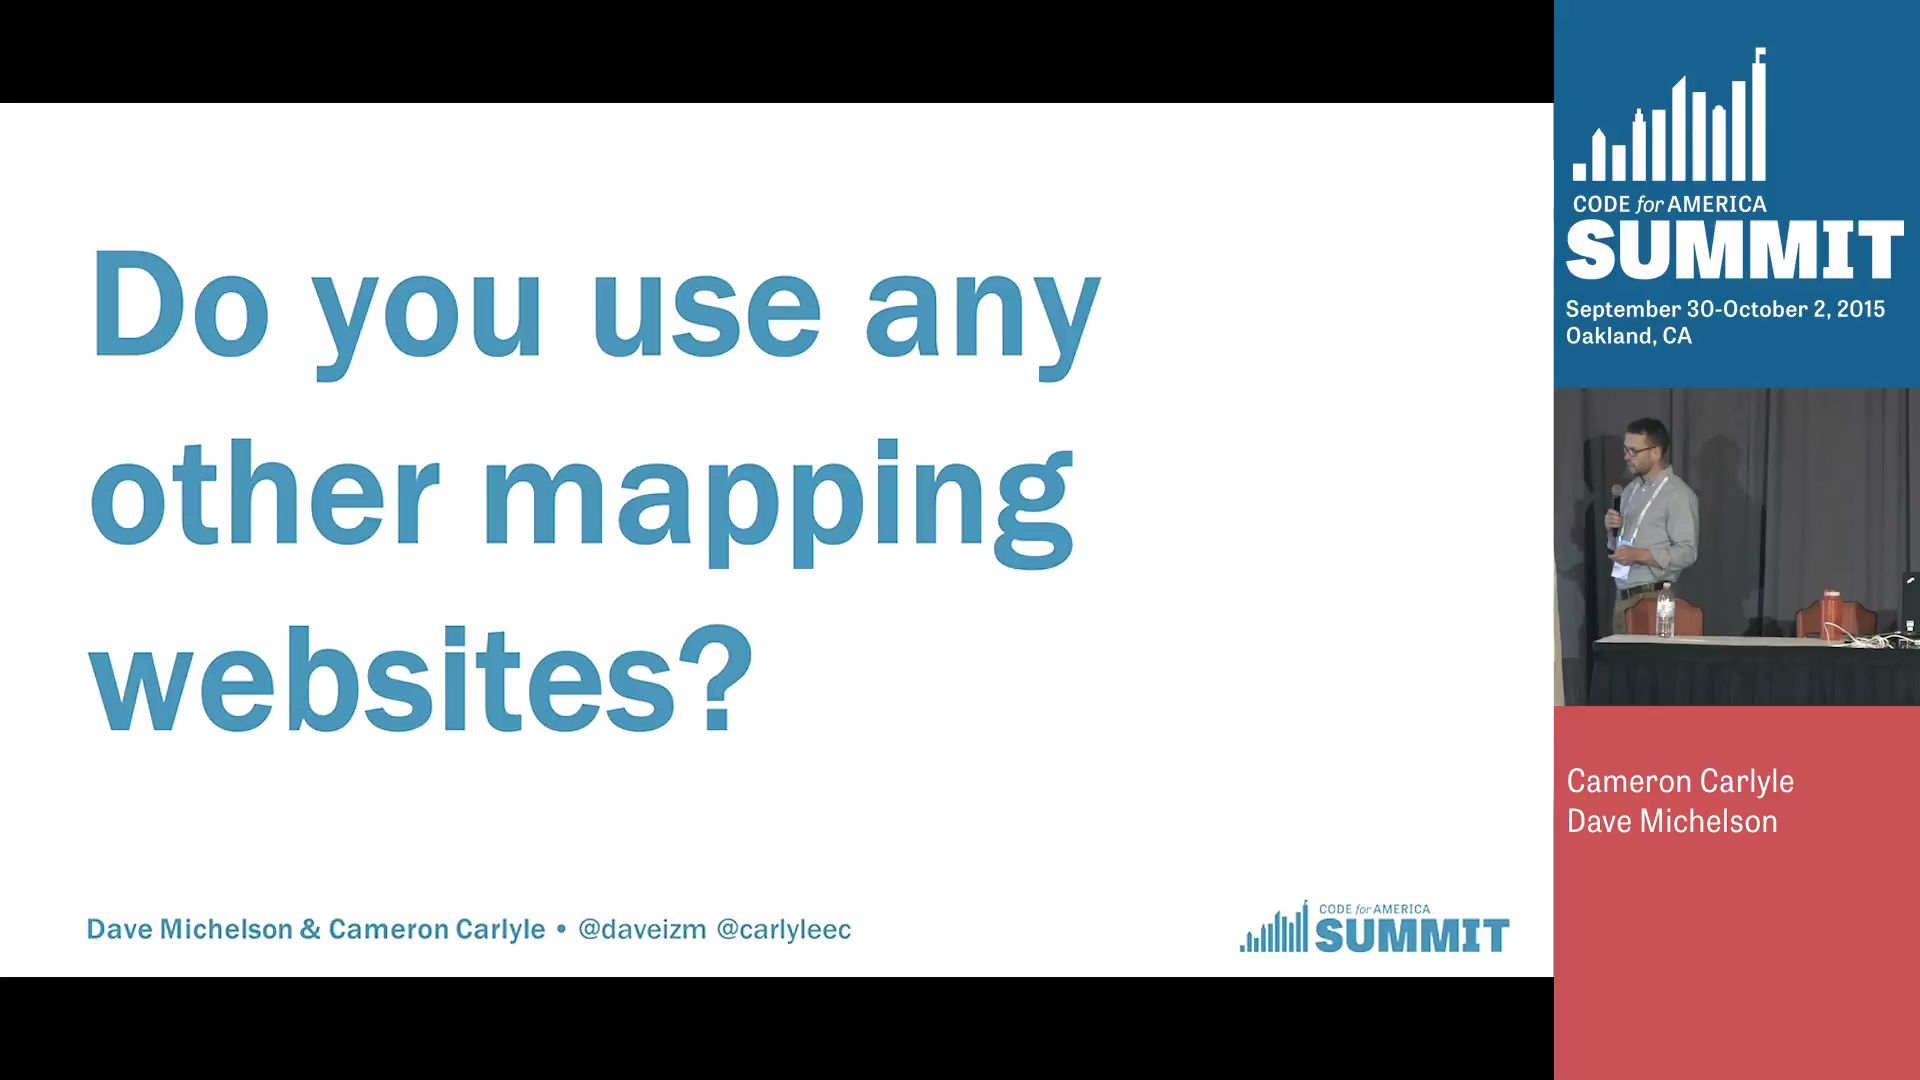 Do you use any
other mapping
websites?
Dave Michelson & Cameron Carlyle • @daveizm @carlyleec
CODE for AMERICA
SUMMIT
CODE for AMERICA
SUMMIT
September 30-October 2, 2015
Oakland, CA
Cameron Carlyle
Dave Michelson